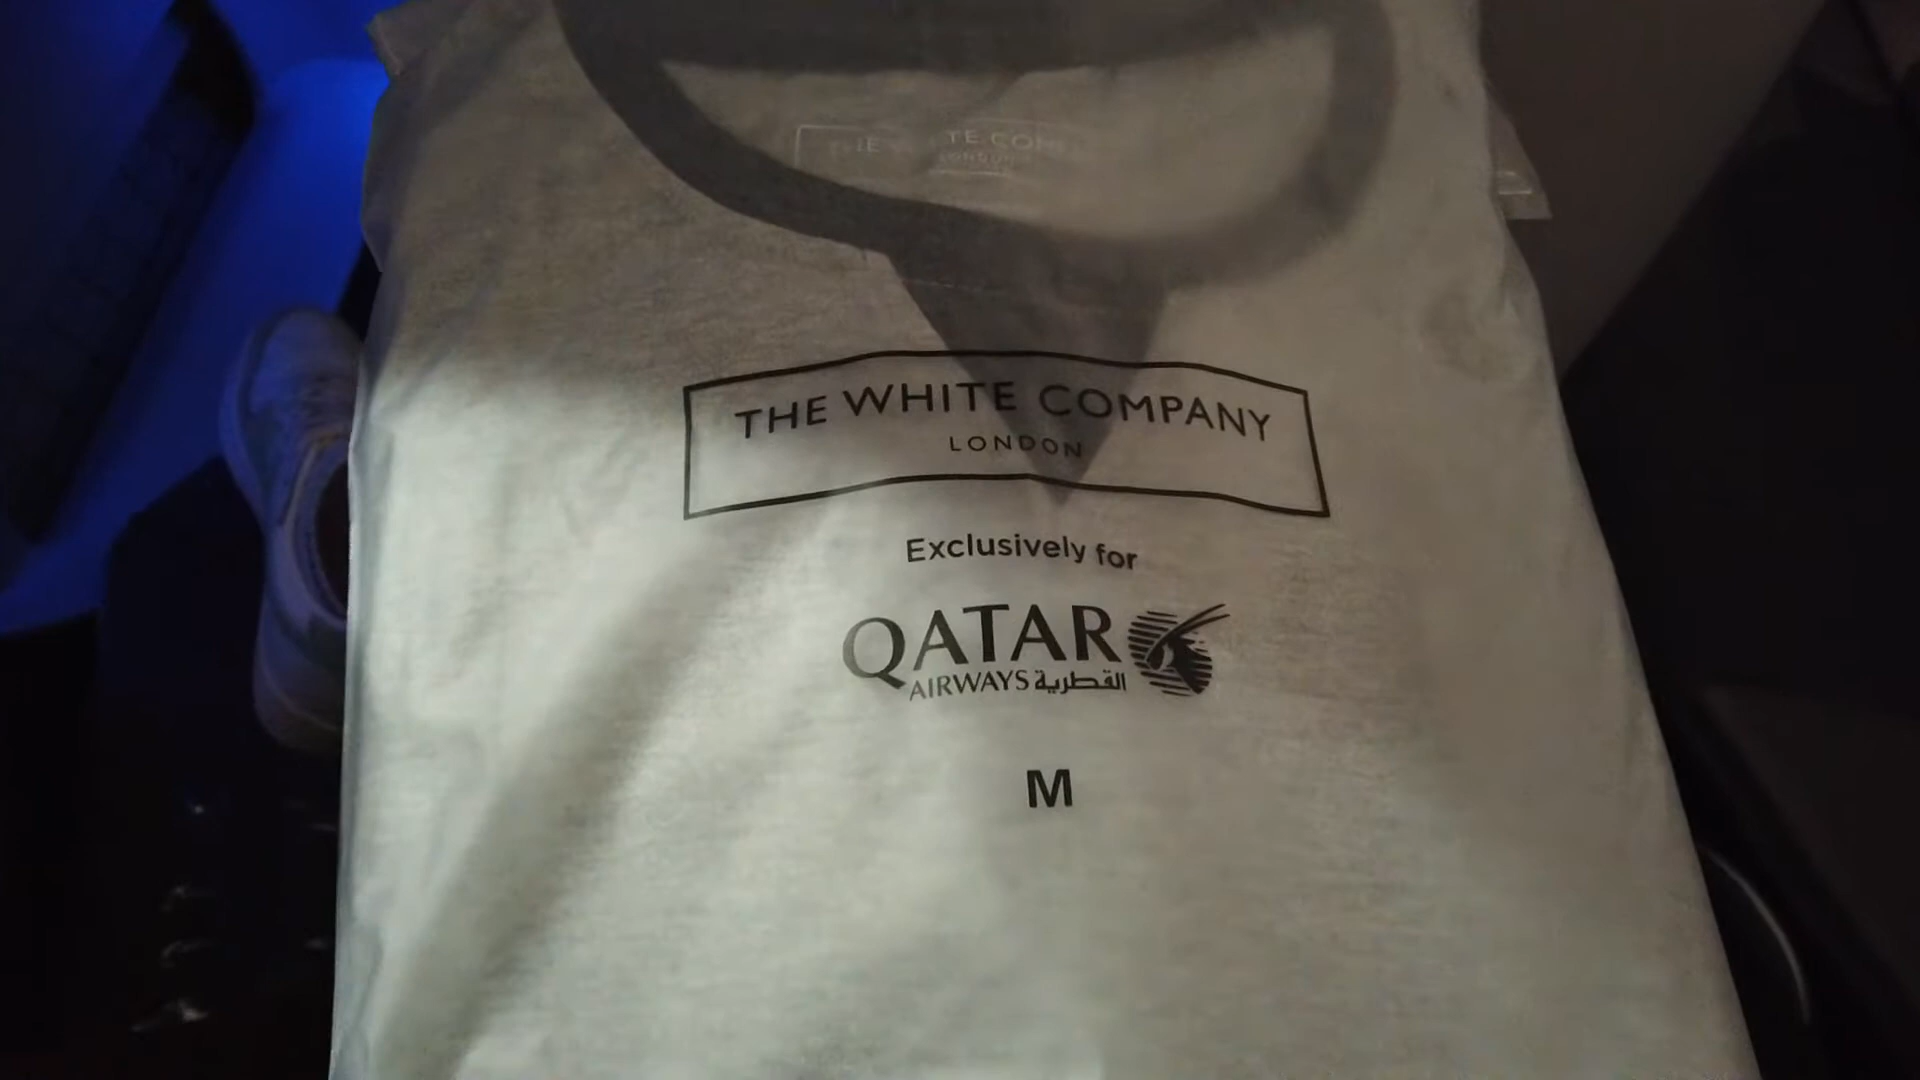 THE WHITE COMPANY
LONDON
Exclusively for
QATAR
AIRWAYS القطرية
M